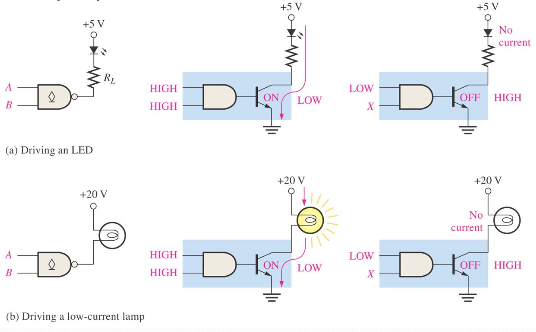 +5 V
+5 V
+5 V
No
current
R_L
A
B
HIGH
HIGH
ON
LOW
LOW
X
OFF
HIGH
(a) Driving an LED
+20 V
+20 V
+20 V
No
current
A
B
HIGH
HIGH
ON
LOW
LOW
X
OFF
HIGH
(b) Driving a low-current lamp